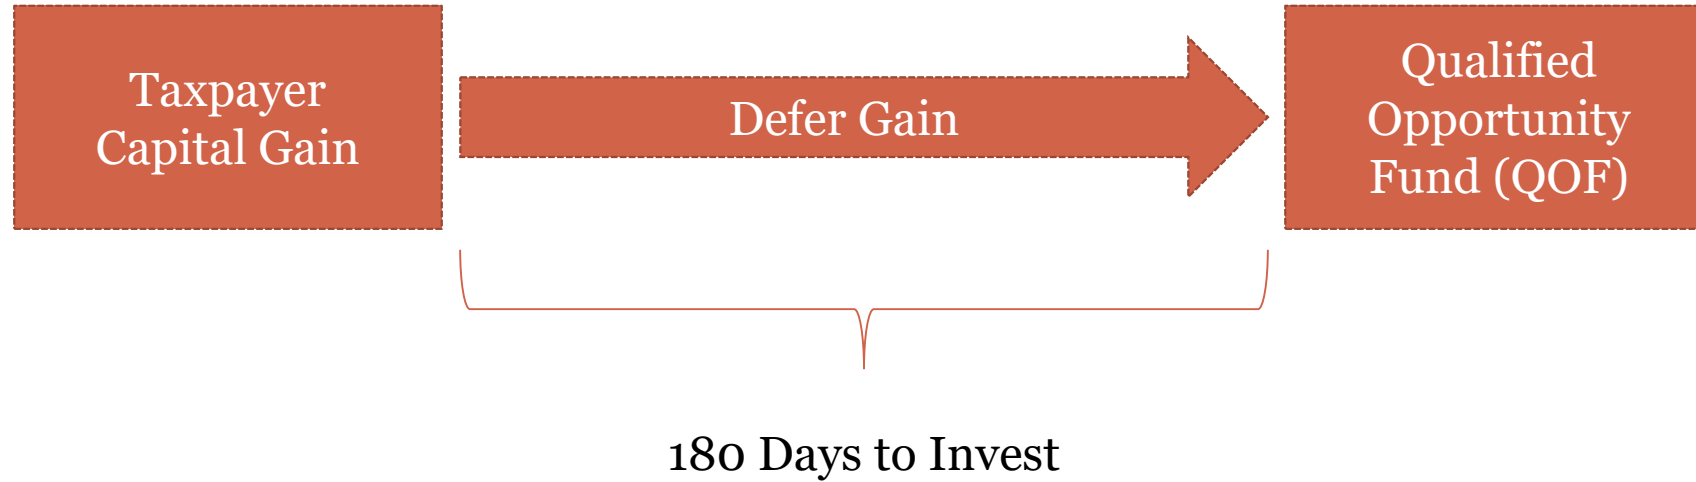 Taxpayer
Capital Gain
Defer Gain
Qualified
Opportunity
Fund (QOF)
180 Days to Invest